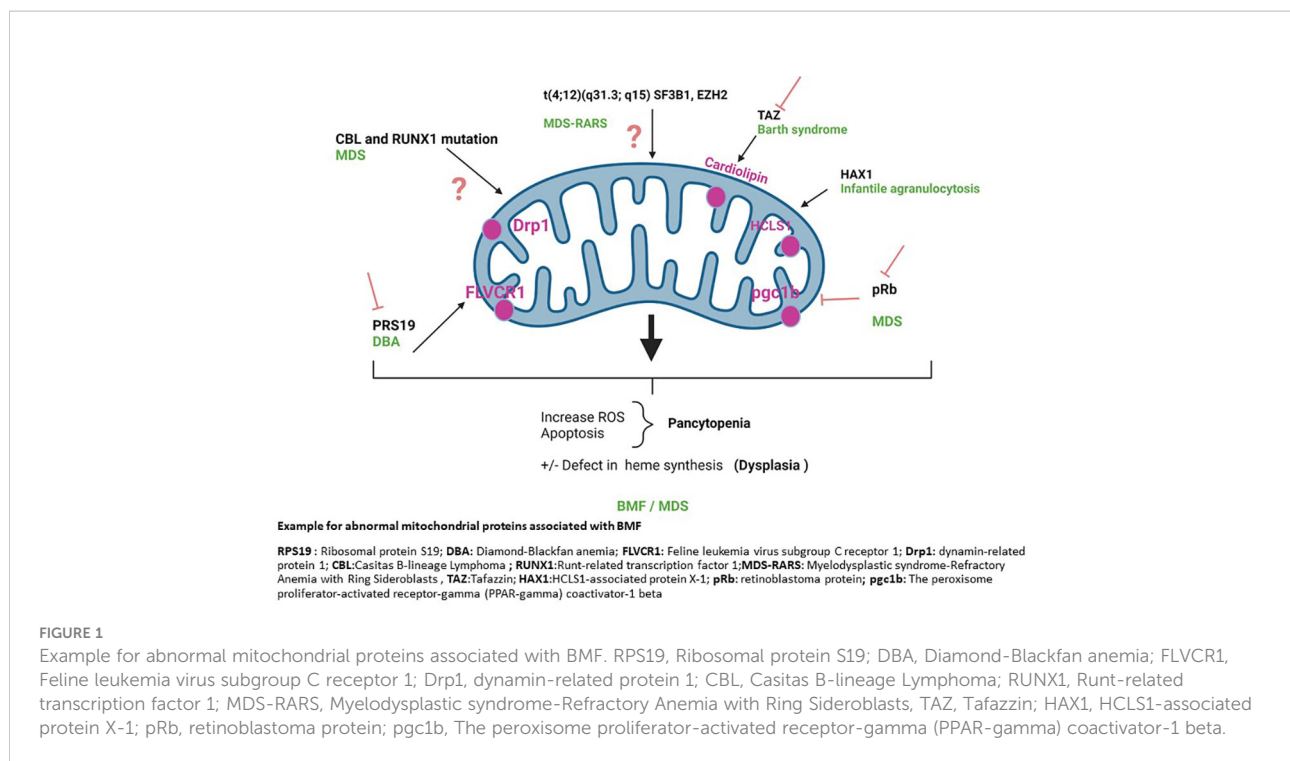 t(4;12)(q31.3; q15) SF3B1, EZH2
MDS-RARS
?
TAZ
Barth syndrome
CBL and RUNX1 mutation
MDS
?
Cardiolipin
HAX1
Infantile agranulocytosis
Drp1
HCLS1
FLVCR1
pgc1b
pRb
MDS
PRS19
DBA
Increase ROS
Apoptosis
Pancytopenia
+/- Defect in heme synthesis (Dysplasia )
BMF / MDS
Example for abnormal mitochondrial proteins associated with BMF
RPS19 : Ribosomal protein S19; DBA: Diamond-Blackfan anemia; FLVCR1: Feline leukemia virus subgroup C receptor 1; Drp1: dynamin-related
protein 1; CBL:Casitas B-lineage Lymphoma ; RUNX1:Runt-related transcription factor 1;MDS-RARS: Myelodysplastic syndrome-Refractory
Anemia with Ring Sideroblasts , TAZ:Tafazzin; HAX1:HCLS1-associated protein X-1; pRb: retinoblastoma protein; pgc1b: The peroxisome
proliferator-activated receptor-gamma (PPAR-gamma) coactivator-1 beta
FIGURE 1
Example for abnormal mitochondrial proteins associated with BMF. RPS19, Ribosomal protein S19; DBA, Diamond-Blackfan anemia; FLVCR1,
Feline leukemia virus subgroup C receptor 1; Drp1, dynamin-related protein 1; CBL, Casitas B-lineage Lymphoma; RUNX1, Runt-related
transcription factor 1; MDS-RARS, Myelodysplastic syndrome-Refractory Anemia with Ring Sideroblasts, TAZ, Tafazzin; HAX1, HCLS1-associated
protein X-1; pRb, retinoblastoma protein; pgc1b, The peroxisome proliferator-activated receptor-gamma (PPAR-gamma) coactivator-1 beta.